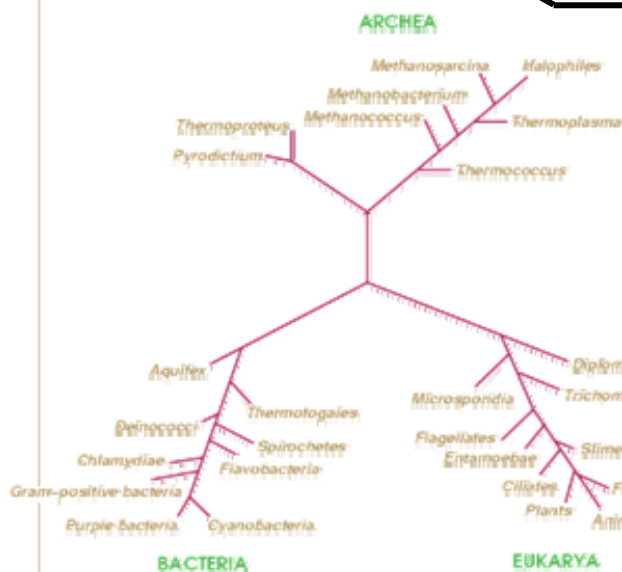 ARCHEA
Methanosarcina
Halophiles
Methanobacterium
Methanococcus
Thermoproteus
Thermoplasma
Pyrodictium
Thermococcus
Aquifex
Microsporidia
Thermotogales
Deinococci
Flagellates
Spirochetes
Entamoebae
Slime
Chlamydiae
Flavobacteria
Ciliates
Gram-positive bacteria
Plants
Purple bacteria
Cyanobacteria
BACTERIA
EUKARYA